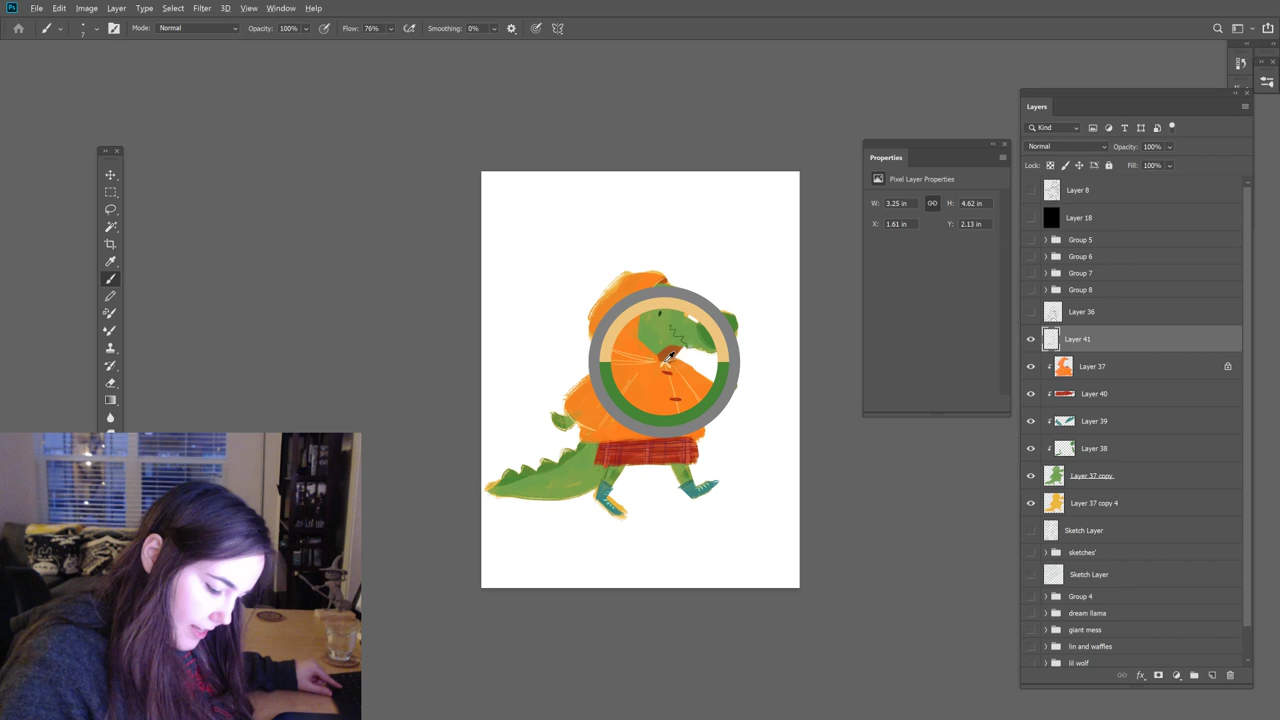 Ps File Edit Image Layer Type Select Filter 3D View Window Help
7 Mode: Normal Opacity: 100% Flow: 76% Smoothing: 0%
Layers
Kind
Normal Opacity: 100%
Lock: Fill: 100%
Layer 8
Layer 18
Group 5
Group 6
Group 7
Group 8
Layer 36
Layer 41
Layer 37
Layer 40
Layer 39
Layer 38
Layer 37 copy
Layer 37 copy 4
Sketch Layer
sketches'
Sketch Layer
Group 4
dream llama
giant mess
lin and waffles
lil wolf
fx
Properties
Pixel Layer Properties
W: 3.25 in H: 4.62 in
X: 1.61 in Y: 2.13 in